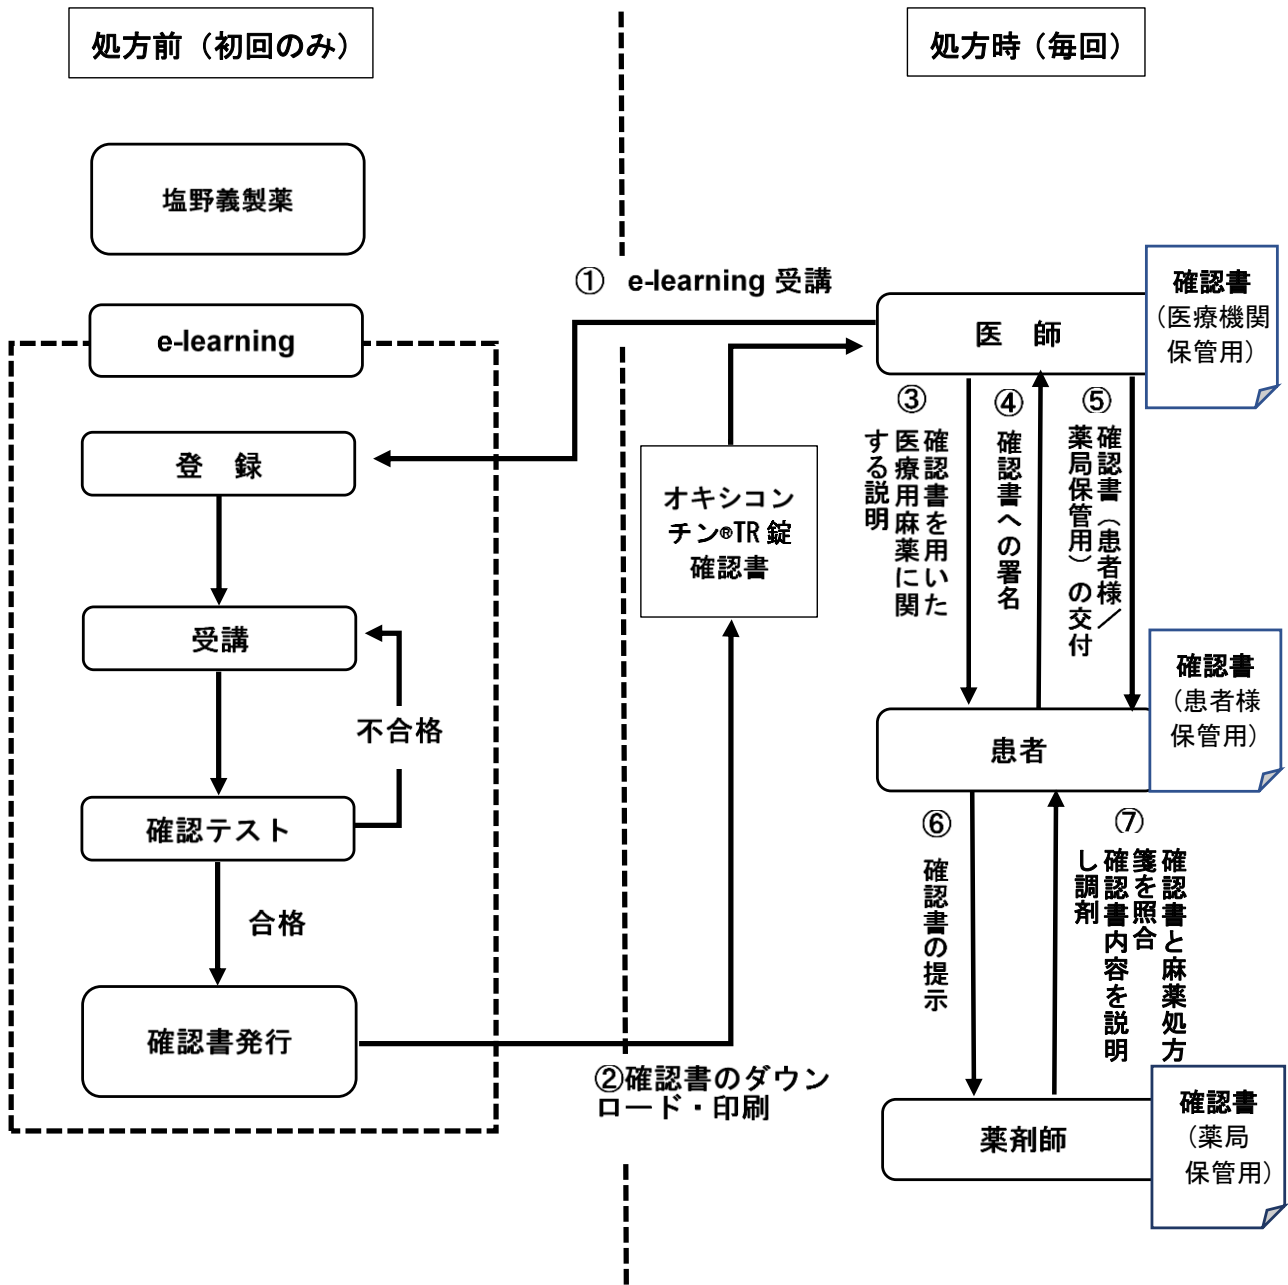 処方前（初回のみ）
処方時（毎回）
塩野義製薬
e-learning
登　録
受講
不合格
確認テスト
合格
確認書発行
① e-learning 受講
②確認書のダウン
ロード・印刷
オキシコン
チン®TR 錠
確認書
医　師
確認書
（医療機関
保管用）
③
確認書を用いた
医療用麻薬に関
する説明
④
確認書への署名
⑤
確認書（患者様／
薬局保管用）の交付
患者
確認書
（患者様
保管用）
⑥
確認書の提示
⑦
確認書と麻薬処方
箋を照合
確認書内容を説明
し調剤
薬剤師
確認書
（薬局
保管用）